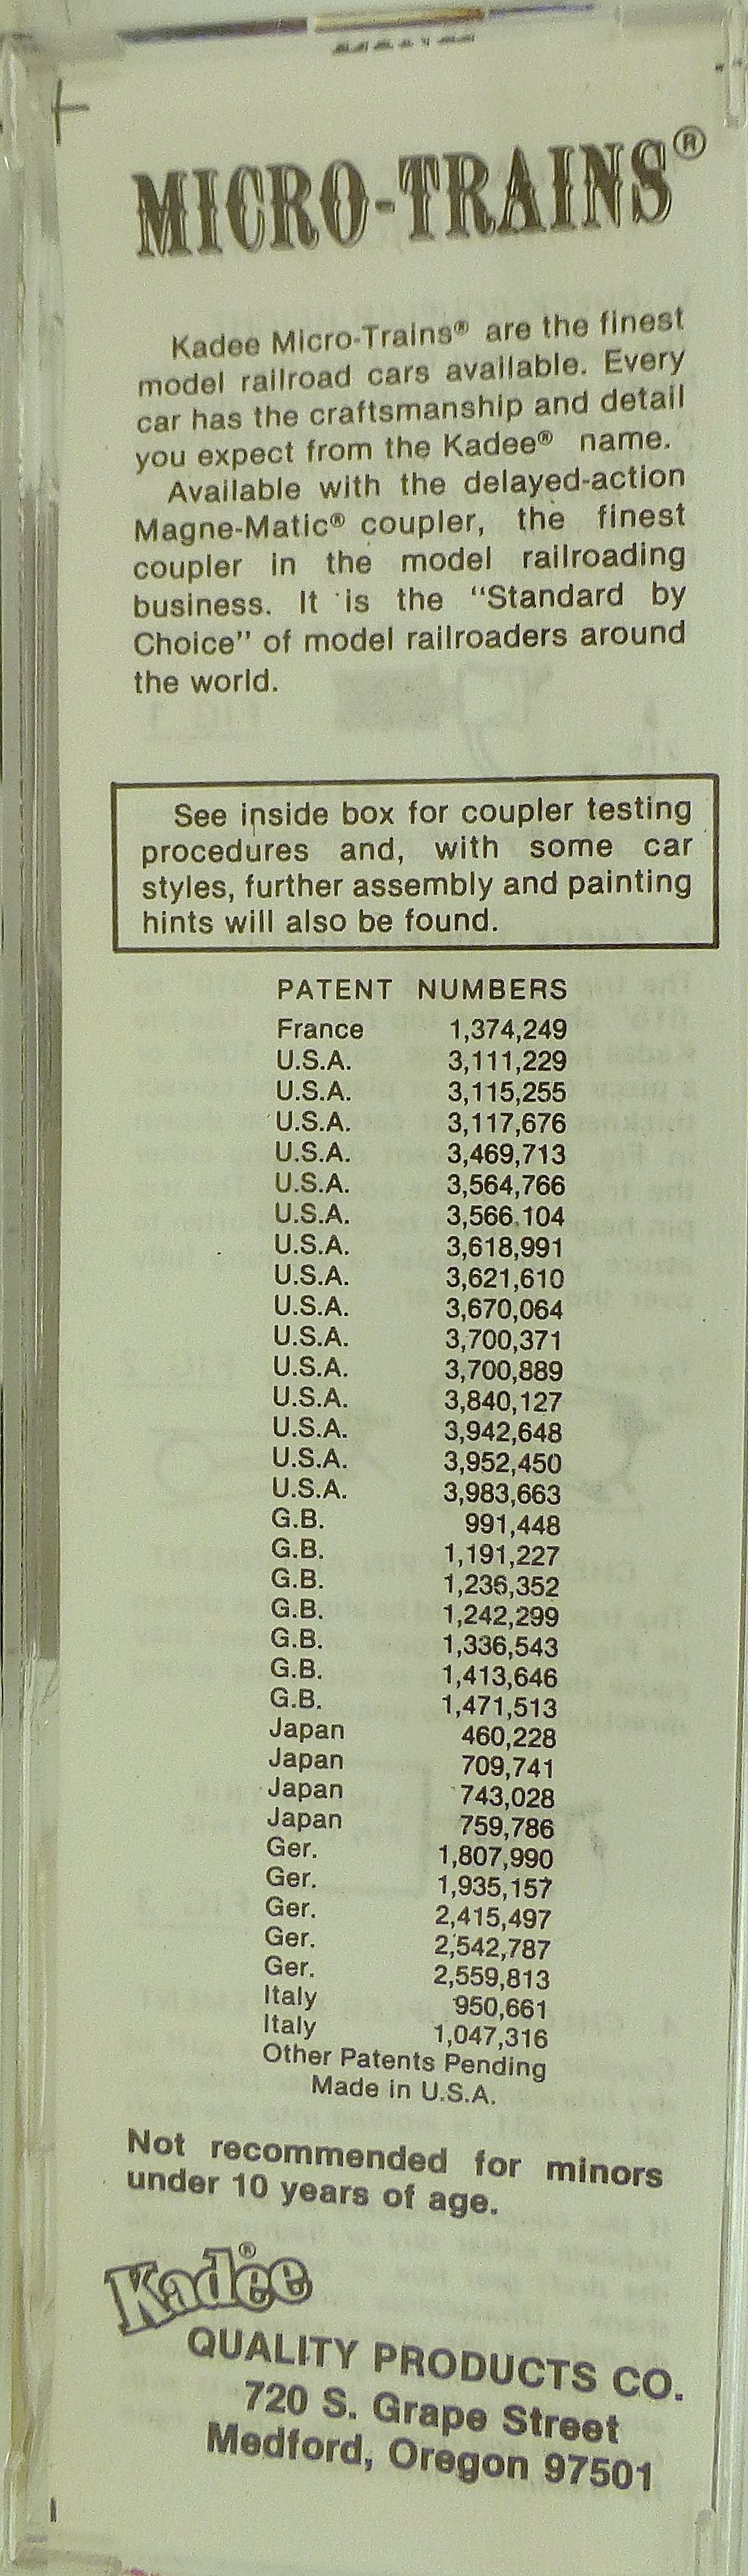 MICRO-TRAINS®
Kadee Micro-Trains® are the finest
model railroad cars available. Every
car has the craftsmanship and detail
you expect from the Kadee® name.
Available with the delayed-action
Magne-Matic® coupler, the finest
coupler in the model railroading
business. It is the “Standard by
Choice” of model railroaders around
the world.
See inside box for coupler testing
procedures and, with some car
styles, further assembly and painting
hints will also be found.
PATENT NUMBERS
France 1,374,249
U.S.A. 3,111,229
U.S.A. 3,115,255
U.S.A. 3,117,676
U.S.A. 3,469,713
U.S.A. 3,564,766
U.S.A. 3,566,104
U.S.A. 3,618,991
U.S.A. 3,621,610
U.S.A. 3,670,064
U.S.A. 3,700,371
U.S.A. 3,700,889
U.S.A. 3,840,127
U.S.A. 3,942,648
U.S.A. 3,952,450
U.S.A. 3,983,663
G.B. 991,448
G.B. 1,191,227
G.B. 1,236,352
G.B. 1,242,299
G.B. 1,336,543
G.B. 1,413,646
G.B. 1,471,513
Japan 460,228
Japan 709,741
Japan 743,028
Japan 759,786
Ger. 1,807,990
Ger. 1,935,157
Ger. 2,415,497
Ger. 2,542,787
Ger. 2,559,813
Italy 950,661
Italy 1,047,316
Other Patents Pending
Made in U.S.A.
Not recommended for minors
under 10 years of age.
Kadee®
QUALITY PRODUCTS CO.
720 S. Grape Street
Medford, Oregon 97501